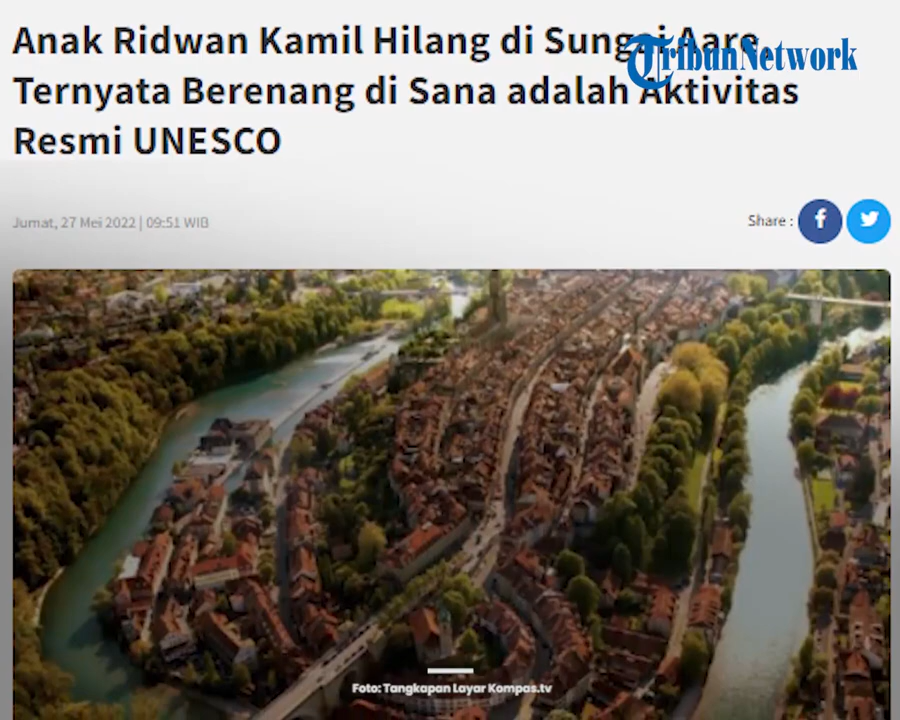 Anak Ridwan Kamil Hilang di Sungai Aare,
TribunNetwork
Ternyata Berenang di Sana adalah Aktivitas
Resmi UNESCO
Jumat, 27 Mei 2022 | 09:51 WIB
Share :
Foto: Tangkapan Layar Kompas.tv